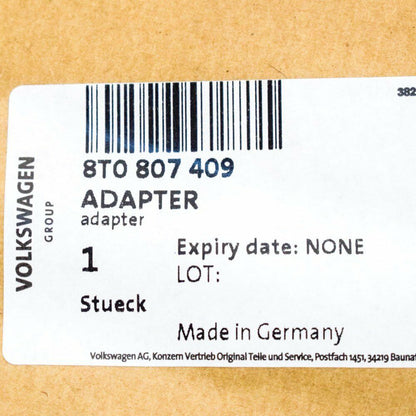 382
8T0 807 409
ADAPTER
adapter
VOLKSWAGEN
GROUP
1
Stueck
Expiry date: NONE
LOT:
Made in Germany
Volkswagen AG, Konzern Vertrieb Original Teile und Service, Postfach 1451, 34219 Baunat